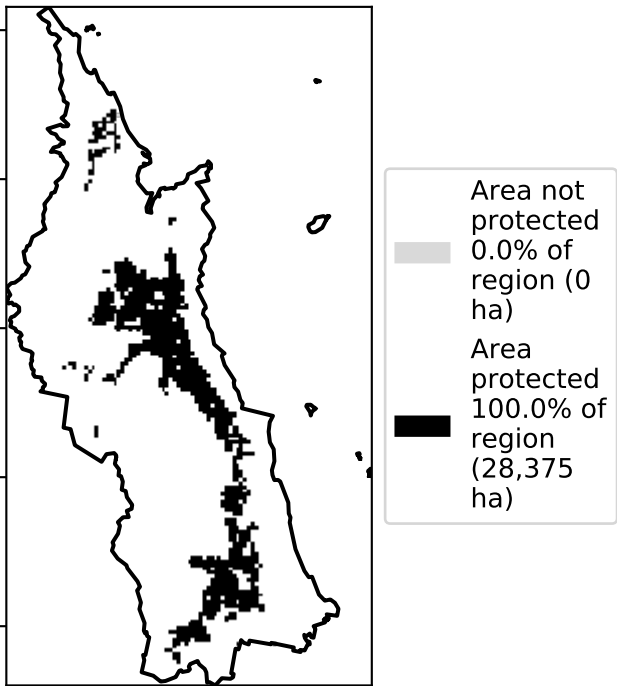 Area not
protected
0.0% of
region (0
ha)
Area
protected
100.0% of
region
(28,375
ha)